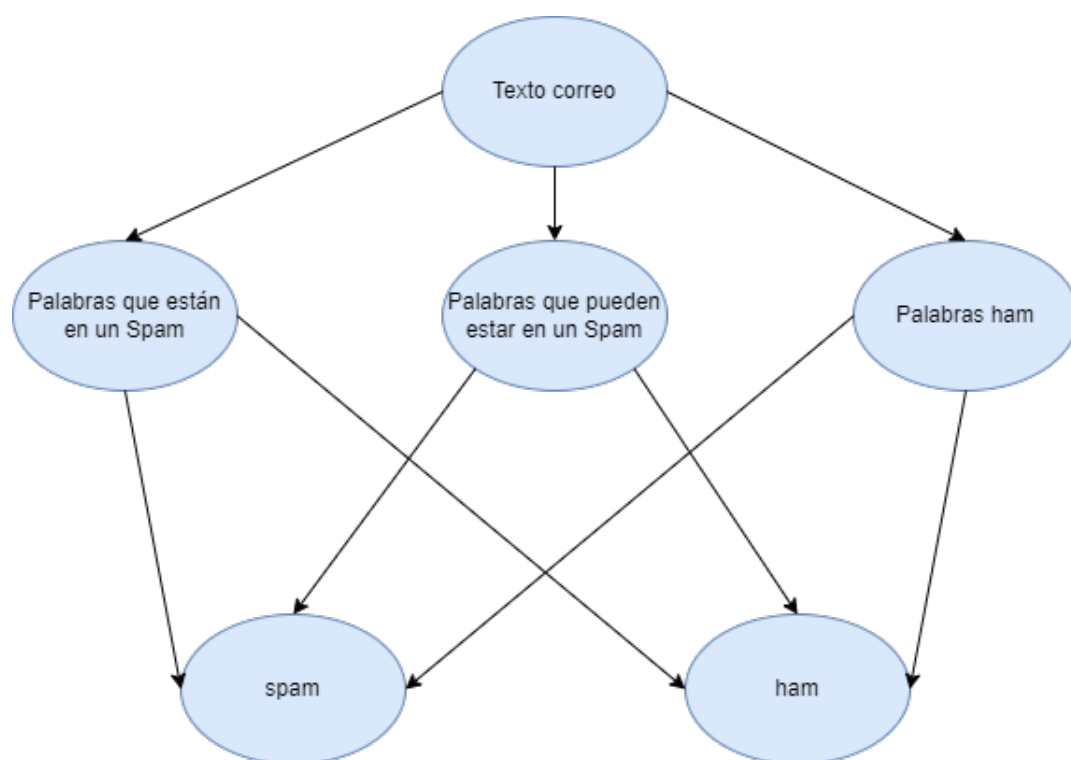 Texto correo
Palabras que están
en un Spam
Palabras que pueden
estar en un Spam
Palabras ham
spam
ham